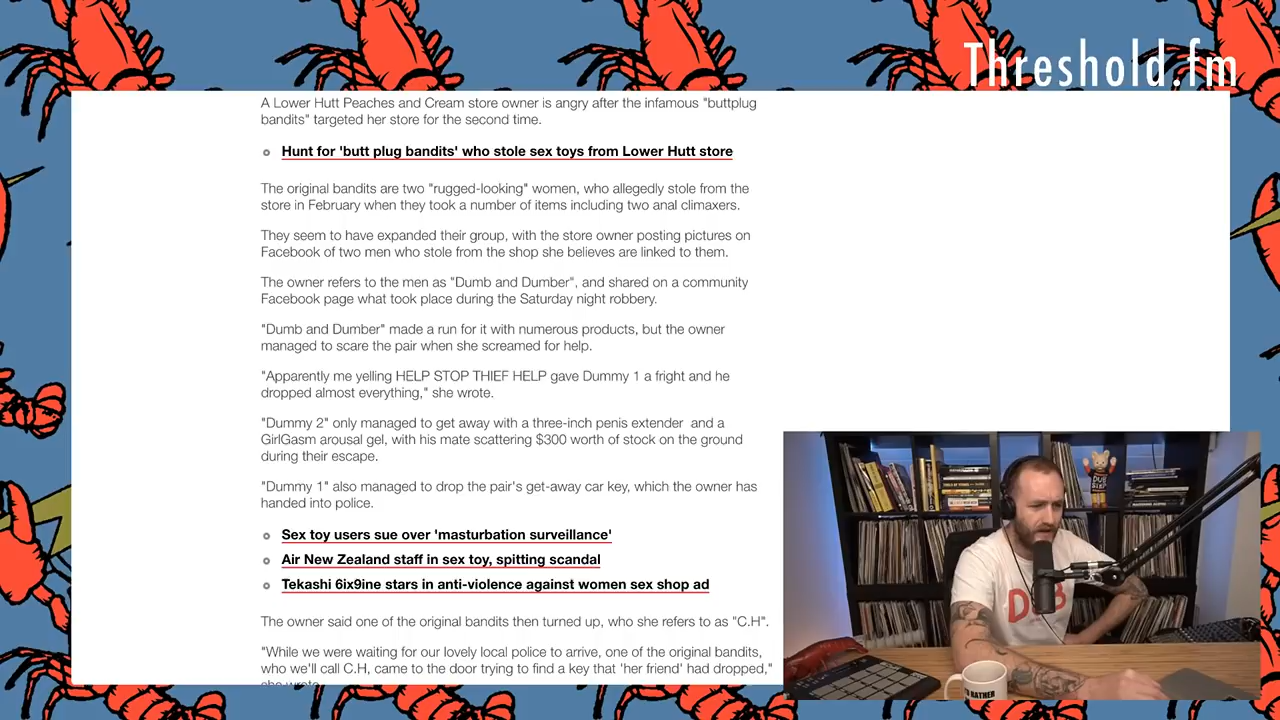 Threshold.fm
A Lower Hutt Peaches and Cream store owner is angry after the infamous "buttplug
bandits" targeted her store for the second time.
Hunt for 'butt plug bandits' who stole sex toys from Lower Hutt store
The original bandits are two "rugged-looking" women, who allegedly stole from the
store in February when they took a number of items including two anal climaxers.
They seem to have expanded their group, with the store owner posting pictures on
Facebook of two men who stole from the shop she believes are linked to them.
The owner refers to the men as "Dumb and Dumber", and shared on a community
Facebook page what took place during the Saturday night robbery.
"Dumb and Dumber" made a run for it with numerous products, but the owner
managed to scare the pair when she screamed for help.
"Apparently me yelling HELP STOP THIEF HELP gave Dummy 1 a fright and he
dropped almost everything," she wrote.
"Dummy 2" only managed to get away with a three-inch penis extender and a
GirlGasm arousal gel, with his mate scattering $300 worth of stock on the ground
during their escape.
"Dummy 1" also managed to drop the pair's get-away car key, which the owner has
handed into police.
Sex toy users sue over 'masturbation surveillance'
Air New Zealand staff in sex toy, spitting scandal
Tekashi 6ix9ine stars in anti-violence against women sex shop ad
The owner said one of the original bandits then turned up, who she refers to as "C.H".
"While we were waiting for our lovely local police to arrive, one of the original bandits,
who we'll call C.H, came to the door trying to find a key that 'her friend' had dropped,"
she wrote.
DUB
RATHER